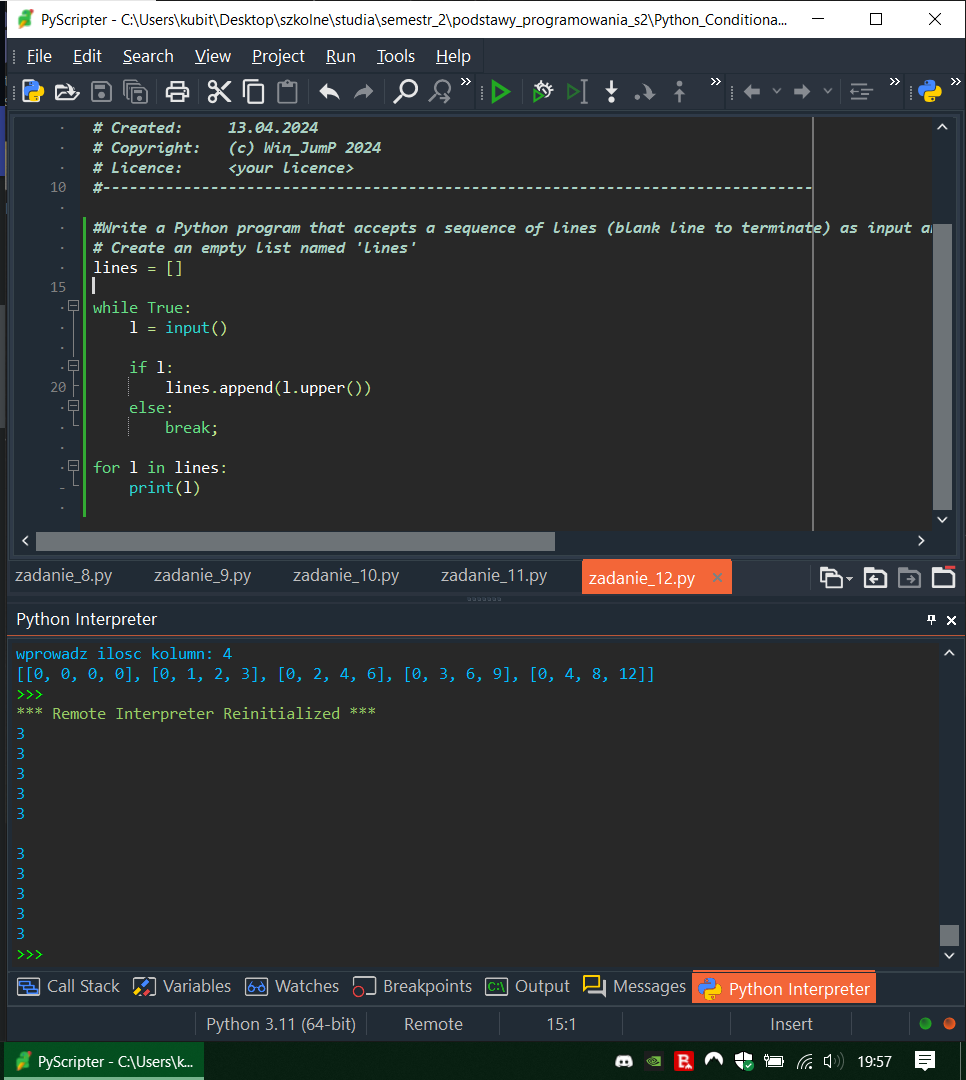 PyScripter - C:\Users\kubit\Desktop\szkolne\studia\semestr_2\podstawy_programowania_s2\Python_Conditiona...
File Edit Search View Project Run Tools Help
# Created:     13.04.2024
# Copyright:   (c) Win_JumP 2024
# Licence:     <your licence>
10 #-------------------------------------------------------------------------------
#Write a Python program that accepts a sequence of lines (blank line to terminate) as input
# Create an empty list named 'lines'
lines = []
15
while True:
    l = input()
    if l:
20         lines.append(l.upper())
    else:
        break;
for l in lines:
    print(l)
zadanie_8.py zadanie_9.py zadanie_10.py zadanie_11.py zadanie_12.py
Python Interpreter
wprowadz ilosc kolumn: 4
[[0, 0, 0, 0], [0, 1, 2, 3], [0, 2, 4, 6], [0, 3, 6, 9], [0, 4, 8, 12]]
>>>
*** Remote Interpreter Reinitialized ***
3
3
3
3
3
3
3
3
3
3
>>>
Call Stack Variables Watches Breakpoints Output Messages Python Interpreter
Python 3.11 (64-bit) Remote 15:1 Insert
PyScripter - C:\Users\k... 19:57